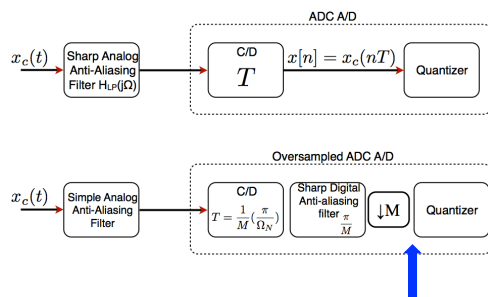 ADC A/D
x_c(t)
Sharp Analog
Anti-Aliasing
Filter H_LP(jΩ)
C/D
T
x[n] = x_c(nT)
Quantizer
Oversampled ADC A/D
x_c(t)
Simple Analog
Anti-Aliasing
Filter
C/D
T = 1/M (π/Ω_N)
Sharp Digital
Anti-aliasing
filter π/M
↓M
Quantizer